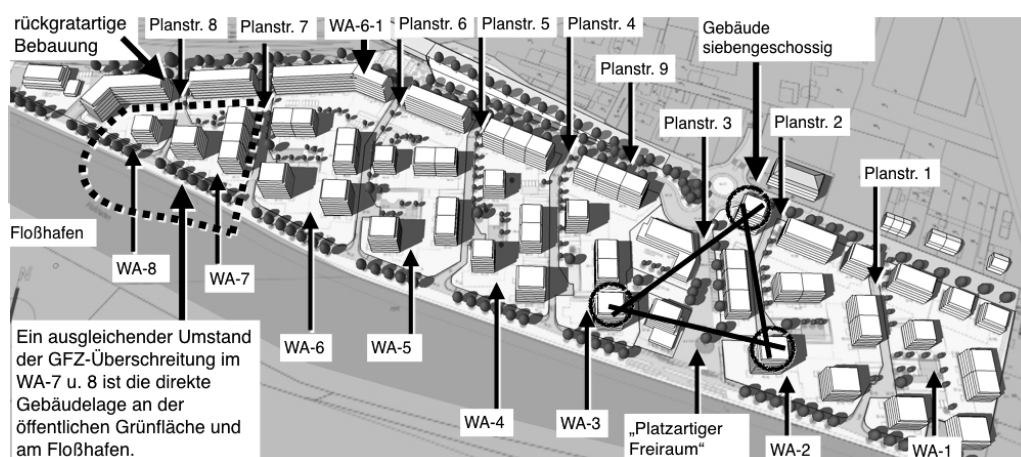 rückgratartige
Bebauung
Planstr. 8
Planstr. 7
WA-6-1
Planstr. 6
Planstr. 5
Planstr. 4
Gebäude
siebengeschossig
Planstr. 9
Planstr. 3
Planstr. 2
Planstr. 1
Floßhafen
WA-8
WA-7
WA-6
WA-5
WA-4
WA-3
„Platzartiger
Freiraum“
WA-2
WA-1
Ein ausgleichender Umstand
der GFZ-Überschreitung im
WA-7 u. 8 ist die direkte
Gebäudelage an der
öffentlichen Grünfläche und
am Floßhafen.
N